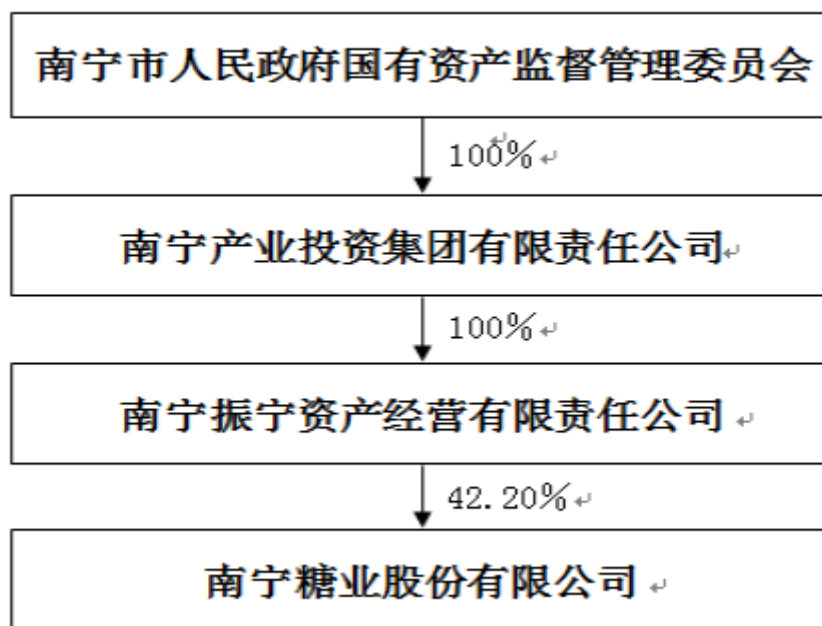 南宁市人民政府国有资产监督管理委员会
100%
南宁产业投资集团有限责任公司
100%
南宁振宁资产经营有限责任公司
42.20%
南宁糖业股份有限公司